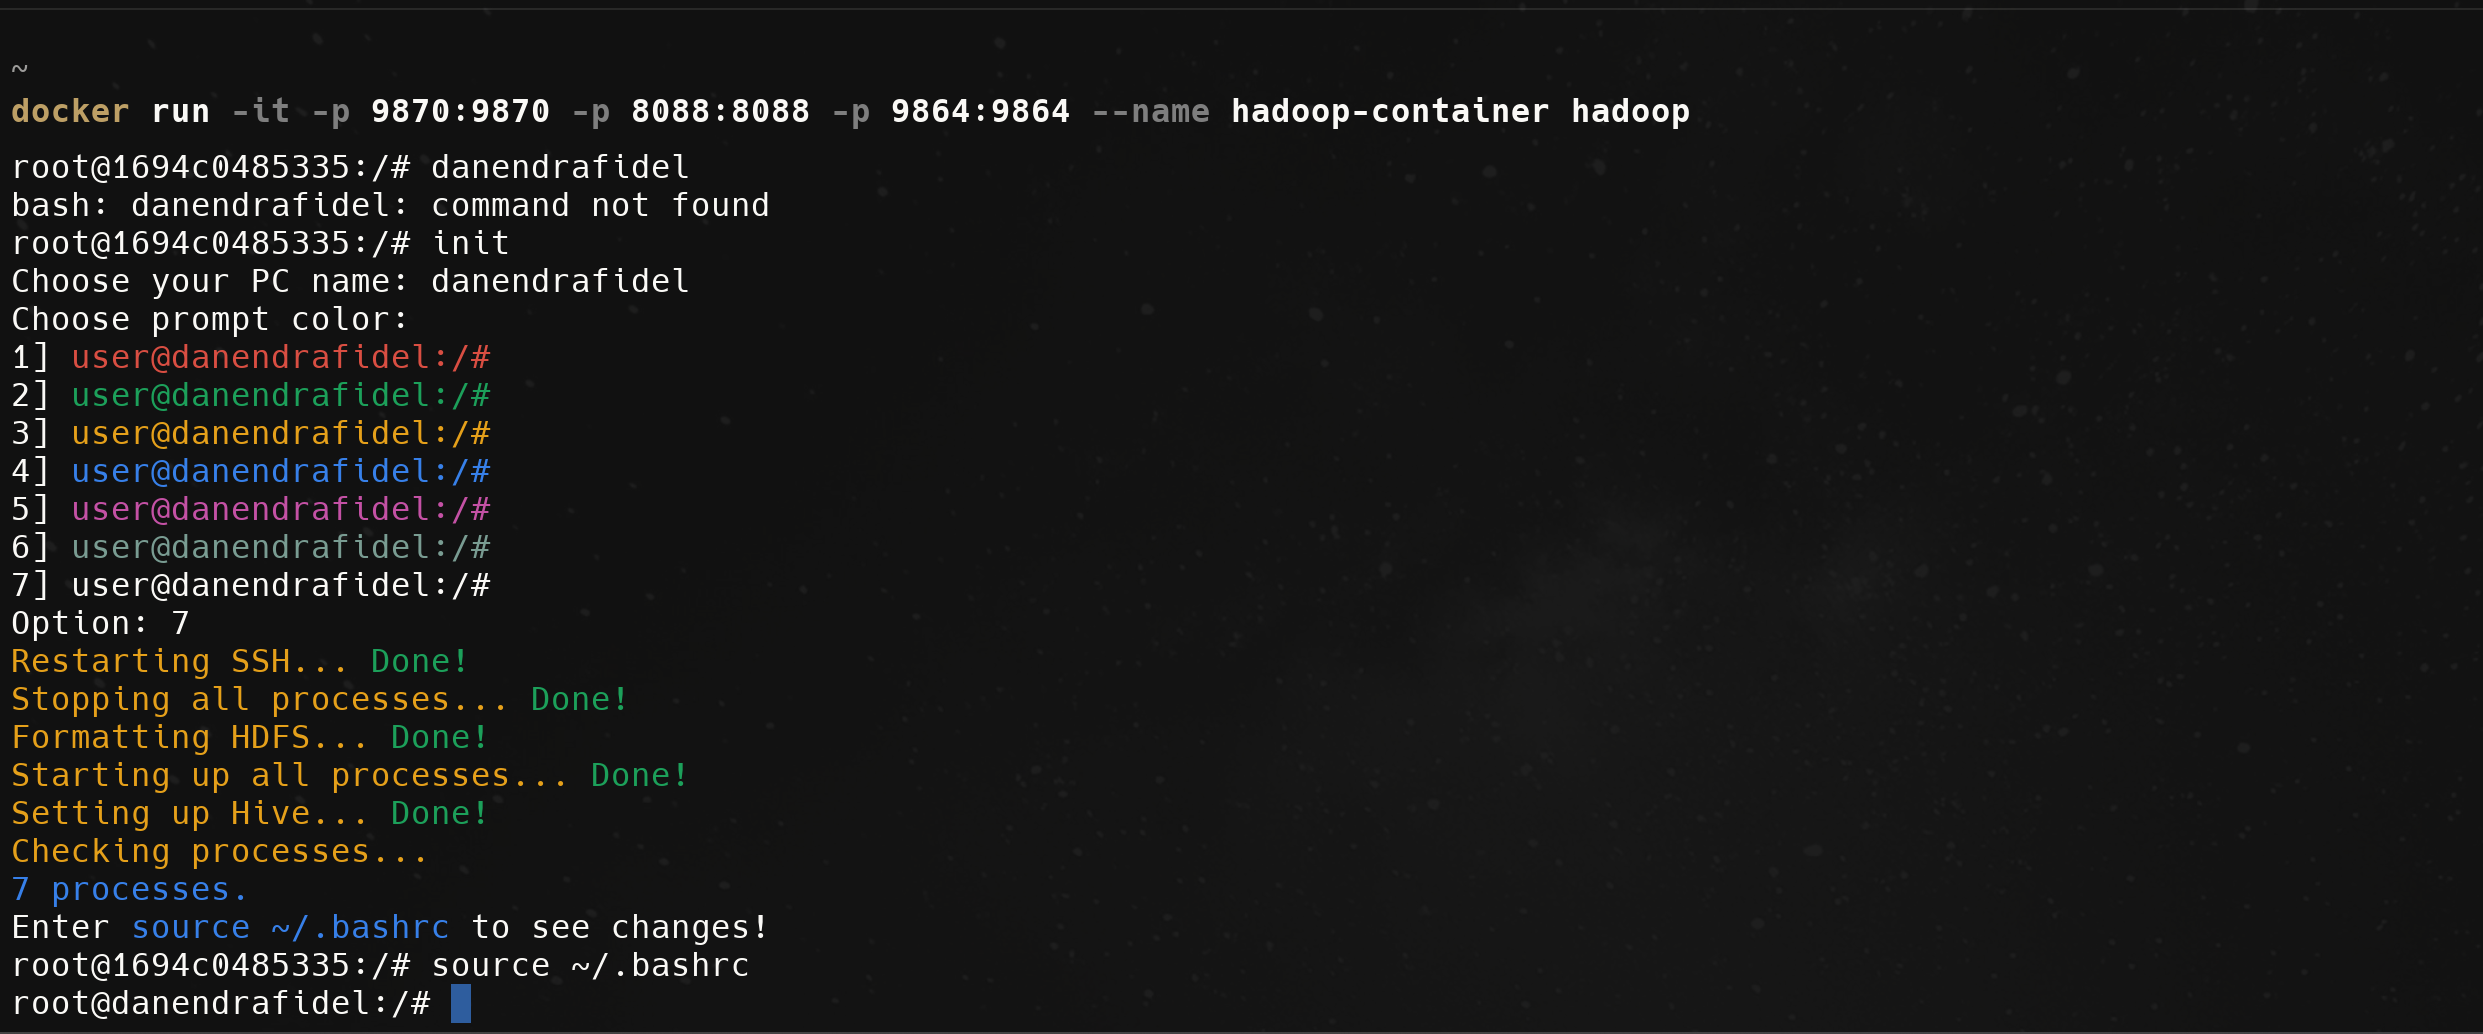 ~
docker run -it -p 9870:9870 -p 8088:8088 -p 9864:9864 --name hadoop-container hadoop
root@1694c0485335:/# danendrafidel
bash: danendrafidel: command not found
root@1694c0485335:/# init
Choose your PC name: danendrafidel
Choose prompt color:
1] user@danendrafidel:/#
2] user@danendrafidel:/#
3] user@danendrafidel:/#
4] user@danendrafidel:/#
5] user@danendrafidel:/#
6] user@danendrafidel:/#
7] user@danendrafidel:/#
Option: 7
Restarting SSH... Done!
Stopping all processes... Done!
Formatting HDFS... Done!
Starting up all processes... Done!
Setting up Hive... Done!
Checking processes...
7 processes.
Enter source ~/.bashrc to see changes!
root@1694c0485335:/# source ~/.bashrc
root@danendrafidel:/#